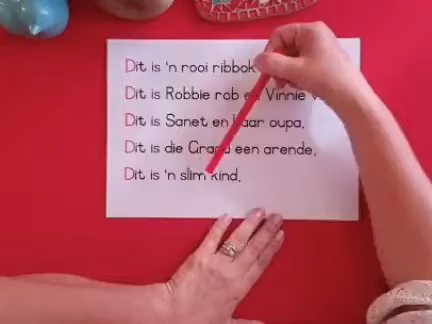 Dit is 'n rooi ribbok
Dit is Robbie rob en Vinnie
Dit is Sanet en haar oupa.
Dit is die Graad een arende.
Dit is 'n slim kind.